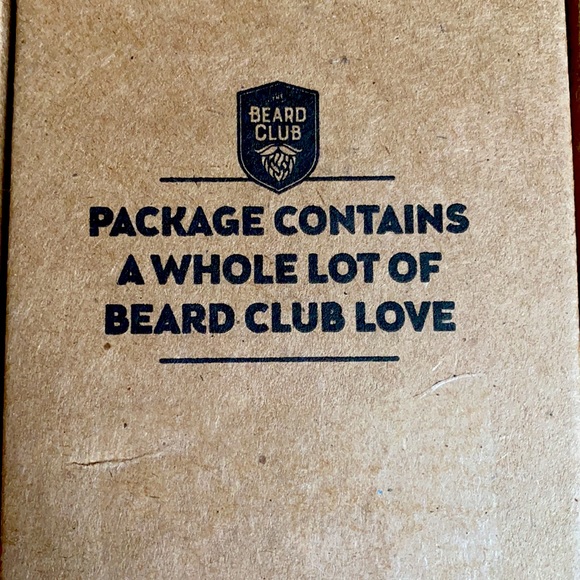 THE
BEARD
CLUB
PACKAGE CONTAINS
A WHOLE LOT OF
BEARD CLUB LOVE